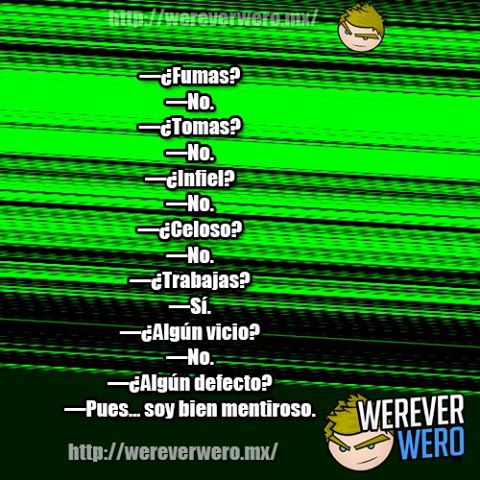 http://wereverwero.mx/
—¿Fumas?
—No.
—¿Tomas?
—No.
—¿Infiel?
—No.
—¿Celoso?
—No.
—¿Trabajas?
—Sí.
—¿Algún vicio?
—No.
—¿Algún defecto?
—Pues... soy bien mentiroso.
WEREVER
WERO
http://wereverwero.mx/